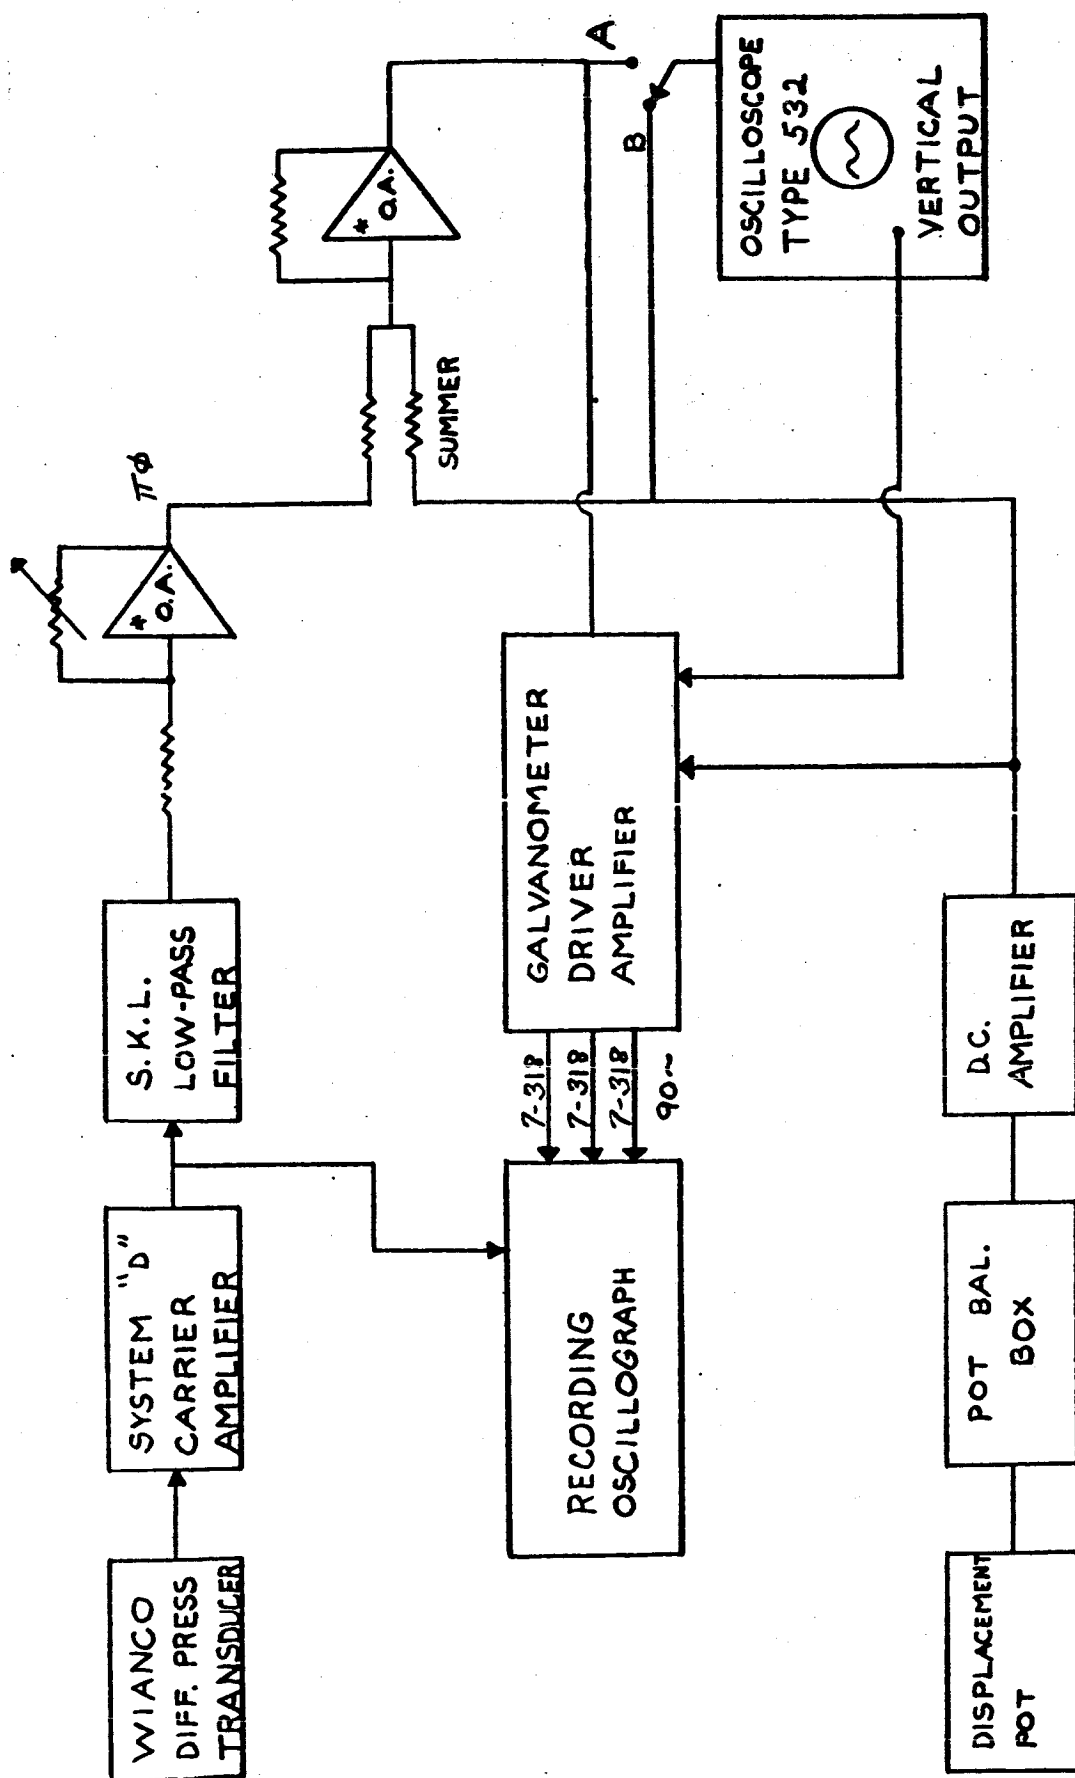 WIANCO
DIFF. PRESS
TRANSDUCER
SYSTEM "D"
CARRIER
AMPLIFIER
S.K.L.
LOW-PASS
FILTER
*
O.A.
πφ
SUMMER
*
O.A.
A
B
OSCILLOSCOPE
TYPE 532
VERTICAL
OUTPUT
RECORDING
OSCILLOGRAPH
7-318
7-318
7-318
90~
GALVANOMETER
DRIVER
AMPLIFIER
DISPLACEMENT
POT
POT BAL.
BOX
D.C.
AMPLIFIER